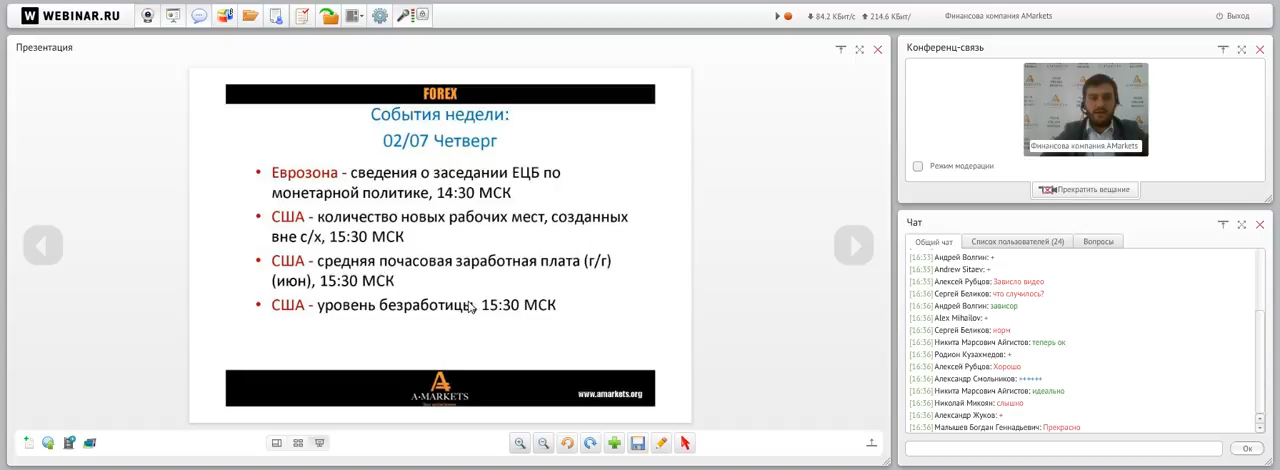 W WEBINAR.RU
84.2 КБит/с 214.6 КБит/
Финансова компания AMarkets
Выход
Презентация
FOREX
События недели:
02/07 Четверг
• Еврозона - сведения о заседании ЕЦБ по
монетарной политике, 14:30 МСК
• США - количество новых рабочих мест, созданных
вне с/х, 15:30 МСК
• США - средняя почасовая заработная плата (г/г)
(июн), 15:30 МСК
• США - уровень безработицы, 15:30 МСК
A-MARKETS
www.amarkets.org
Конференц-связь
Финансова компания AMarkets
Режим модерации
Прекратить вещание
Чат
Общий чат
Список пользователей (24)
Вопросы
[16:35] Андрей Волгин: +
[16:35] Andrew Sitaev: +
[16:35] Алексей Рубцов: Зависло видео
[16:36] Сергей Беликов: что случилось?
[16:36] Андрей Волгин: зависор
[16:36] Alex Mihailov: +
[16:36] Сергей Беликов: норм
[16:36] Никита Марсович Айгистов: теперь ок
[16:36] Родион Кузахмедов: +
[16:36] Алексей Рубцов: Хорошо
[16:36] Александр Смольников: ++++++
[16:36] Никита Марсович Айгистов: идеально
[16:36] Николай Микоян: слышно
[16:36] Александр Жуков: +
[16:36] Малышев Богдан Геннадьевич: Прекрасно
Ок